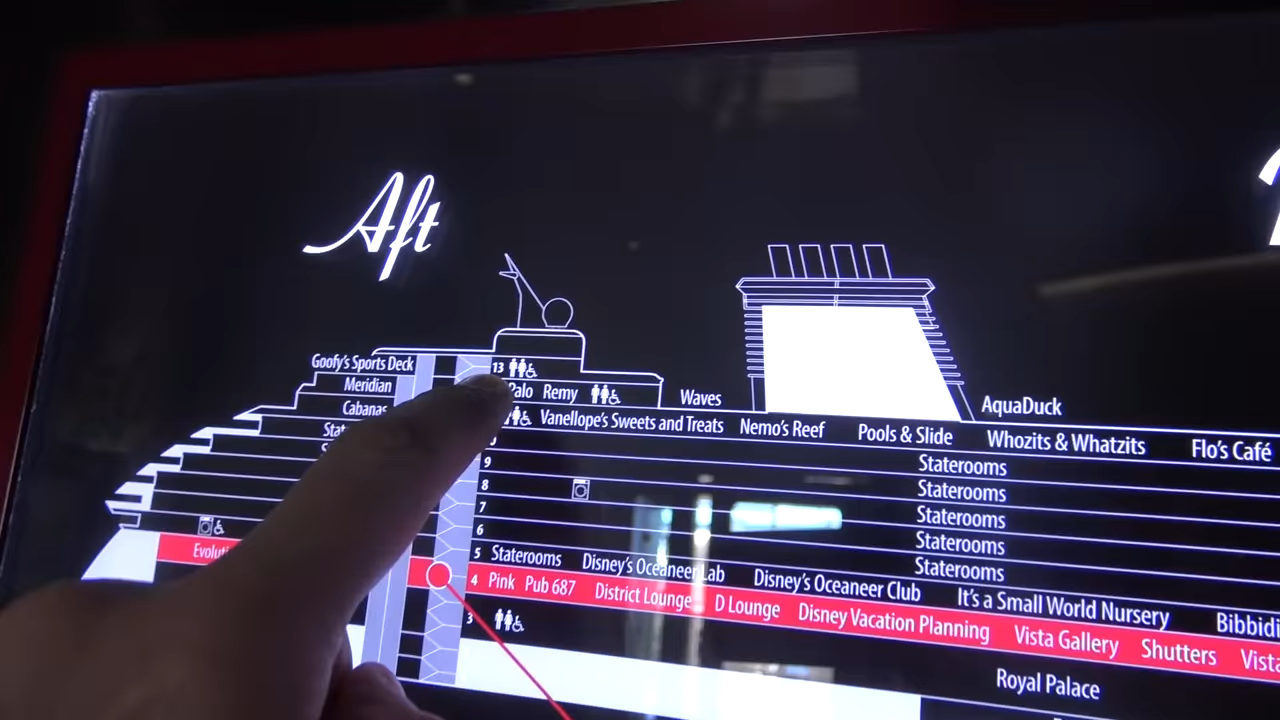 Aft
Goofy's Sports Deck 13
Meridian Palo Remy Waves AquaDuck
Cabanas Vanellope's Sweets and Treats Nemo's Reef Pools & Slide Whozits & Whatzits Flo's Café
Staterooms
9 Staterooms
8 Staterooms
7 Staterooms
6 Staterooms
5 Staterooms Disney's Oceaneer Lab Disney's Oceaneer Club It's a Small World Nursery Bibbidi
4 Pink Pub 687 District Lounge D Lounge Disney Vacation Planning Vista Gallery Shutters Vista
3 Royal Palace